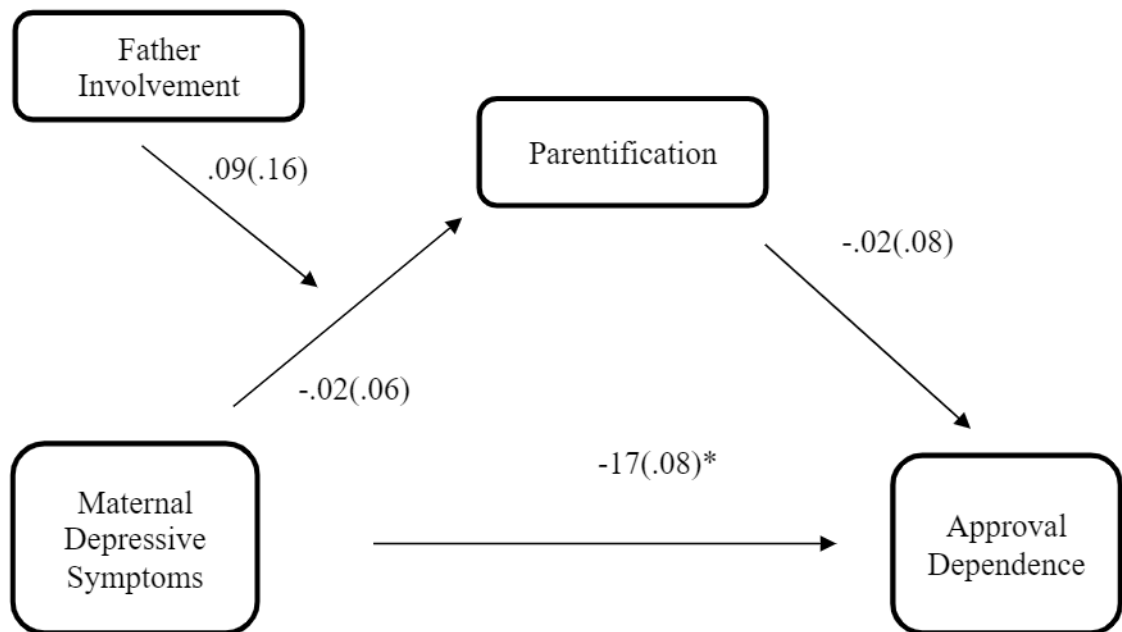 Father
Involvement
.09(.16)
Parentification
-.02(.08)
-.02(.06)
-17(.08)*
Maternal
Depressive
Symptoms
Approval
Dependence